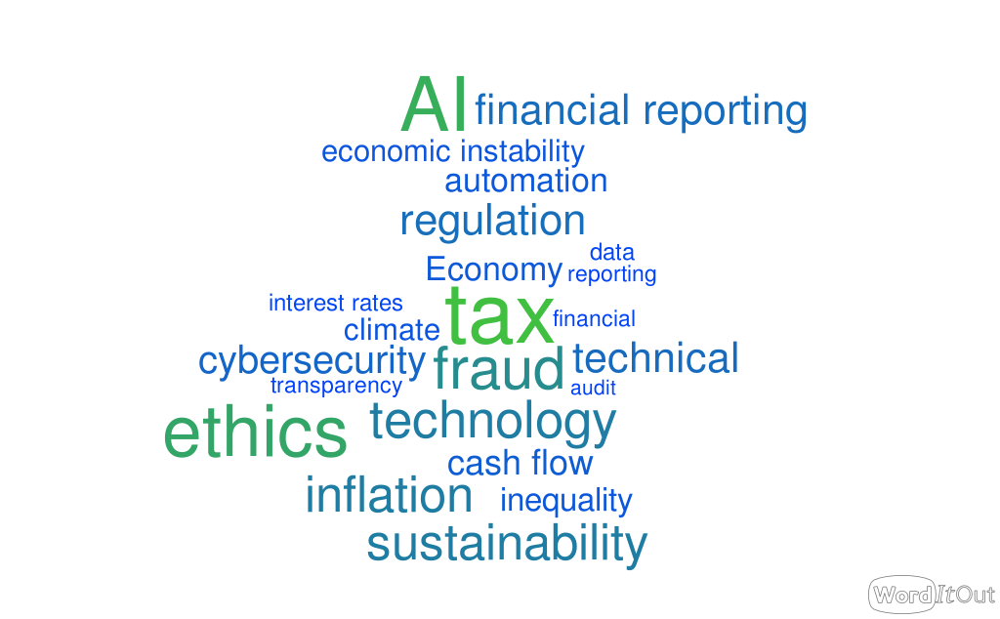 AI financial reporting
economic instability
automation
regulation
data
Economy reporting
interest rates
tax financial
climate
cybersecurity fraud technical
transparency audit
ethics technology
cash flow
inflation inequality
sustainability
WordItOut